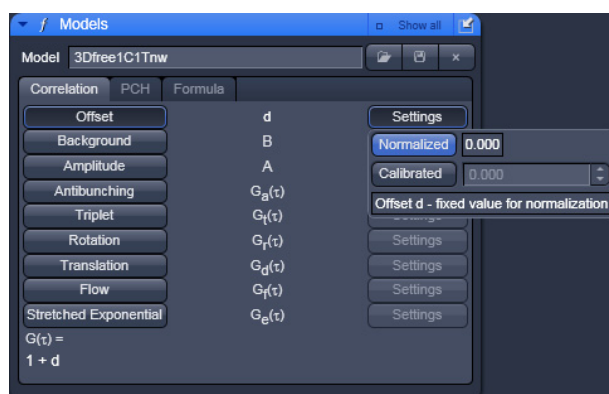 f Models Show all
Model 3Dfree1C1Tnw
Correlation PCH Formula
Offset d Settings
Background B Normalized 0.000
Amplitude A Calibrated 0.000
Antibunching Gₐ(τ) Offset d - fixed value for normalization
Triplet Gₜ(τ)
Rotation Gᵣ(τ) Settings
Translation G_d(τ) Settings
Flow G_f(τ) Settings
Stretched Exponential Gₑ(τ) Settings
G(τ) =
1 + d